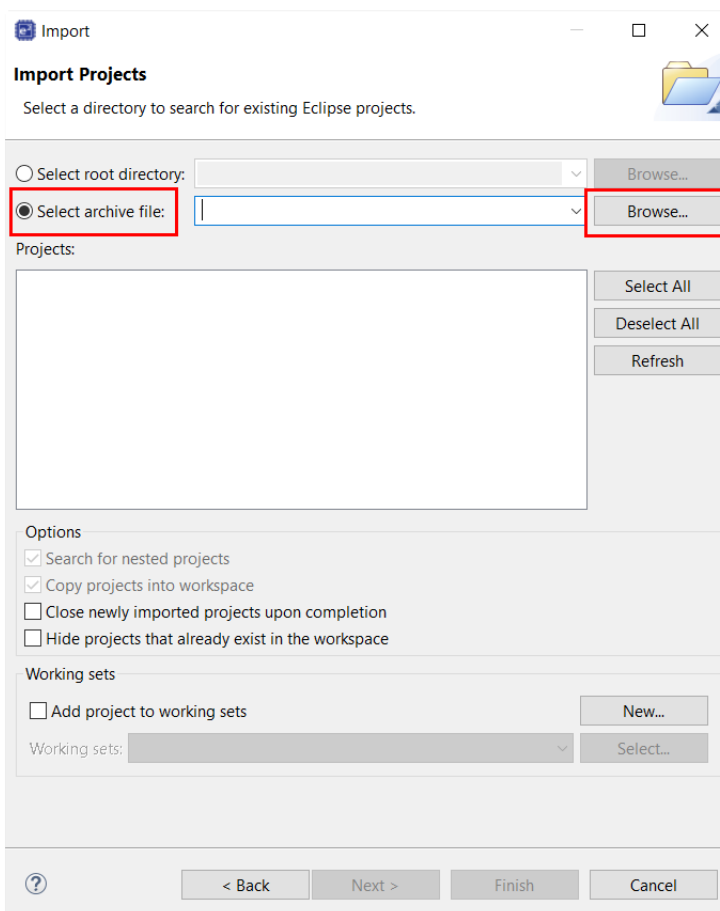 Import
Import Projects
Select a directory to search for existing Eclipse projects.
Select root directory: Browse...
Select archive file: Browse...
Projects:
Select All
Deselect All
Refresh
Options
Search for nested projects
Copy projects into workspace
Close newly imported projects upon completion
Hide projects that already exist in the workspace
Working sets
Add project to working sets New...
Working sets: Select...
? < Back Next > Finish Cancel